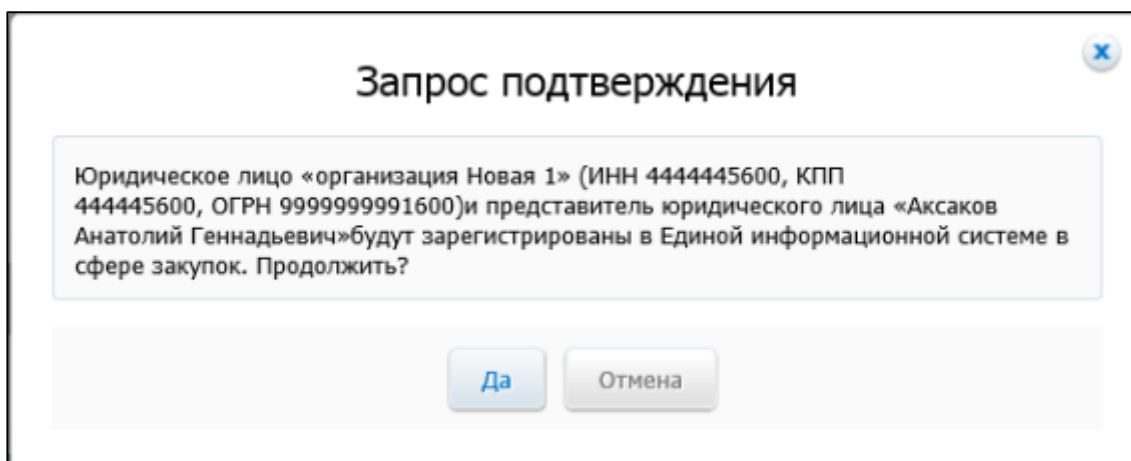 Запрос подтверждения
Юридическое лицо «организация Новая 1» (ИНН 4444445600, КПП
444445600, ОГРН 9999999991600)и представитель юридического лица «Аксаков
Анатолий Геннадьевич»будут зарегистрированы в Единой информационной системе в
сфере закупок. Продолжить?
Да
Отмена